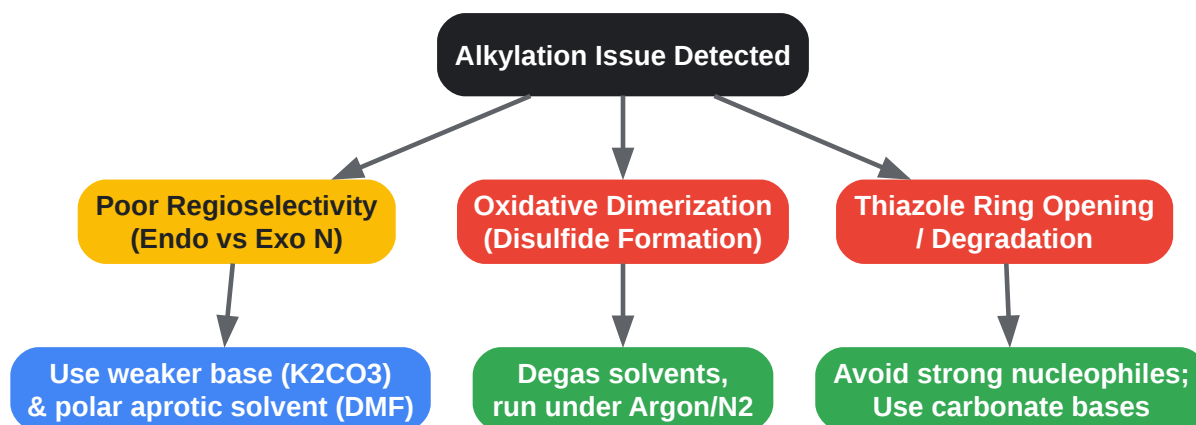 Alkylation Issue Detected
Poor Regioselectivity
(Endo vs Exo N)
Oxidative Dimerization
(Disulfide Formation)
Thiazole Ring Opening
/ Degradation
Use weaker base (K2CO3)
& polar aprotic solvent (DMF)
Degas solvents,
run under Argon/N2
Avoid strong nucleophiles;
Use carbonate bases